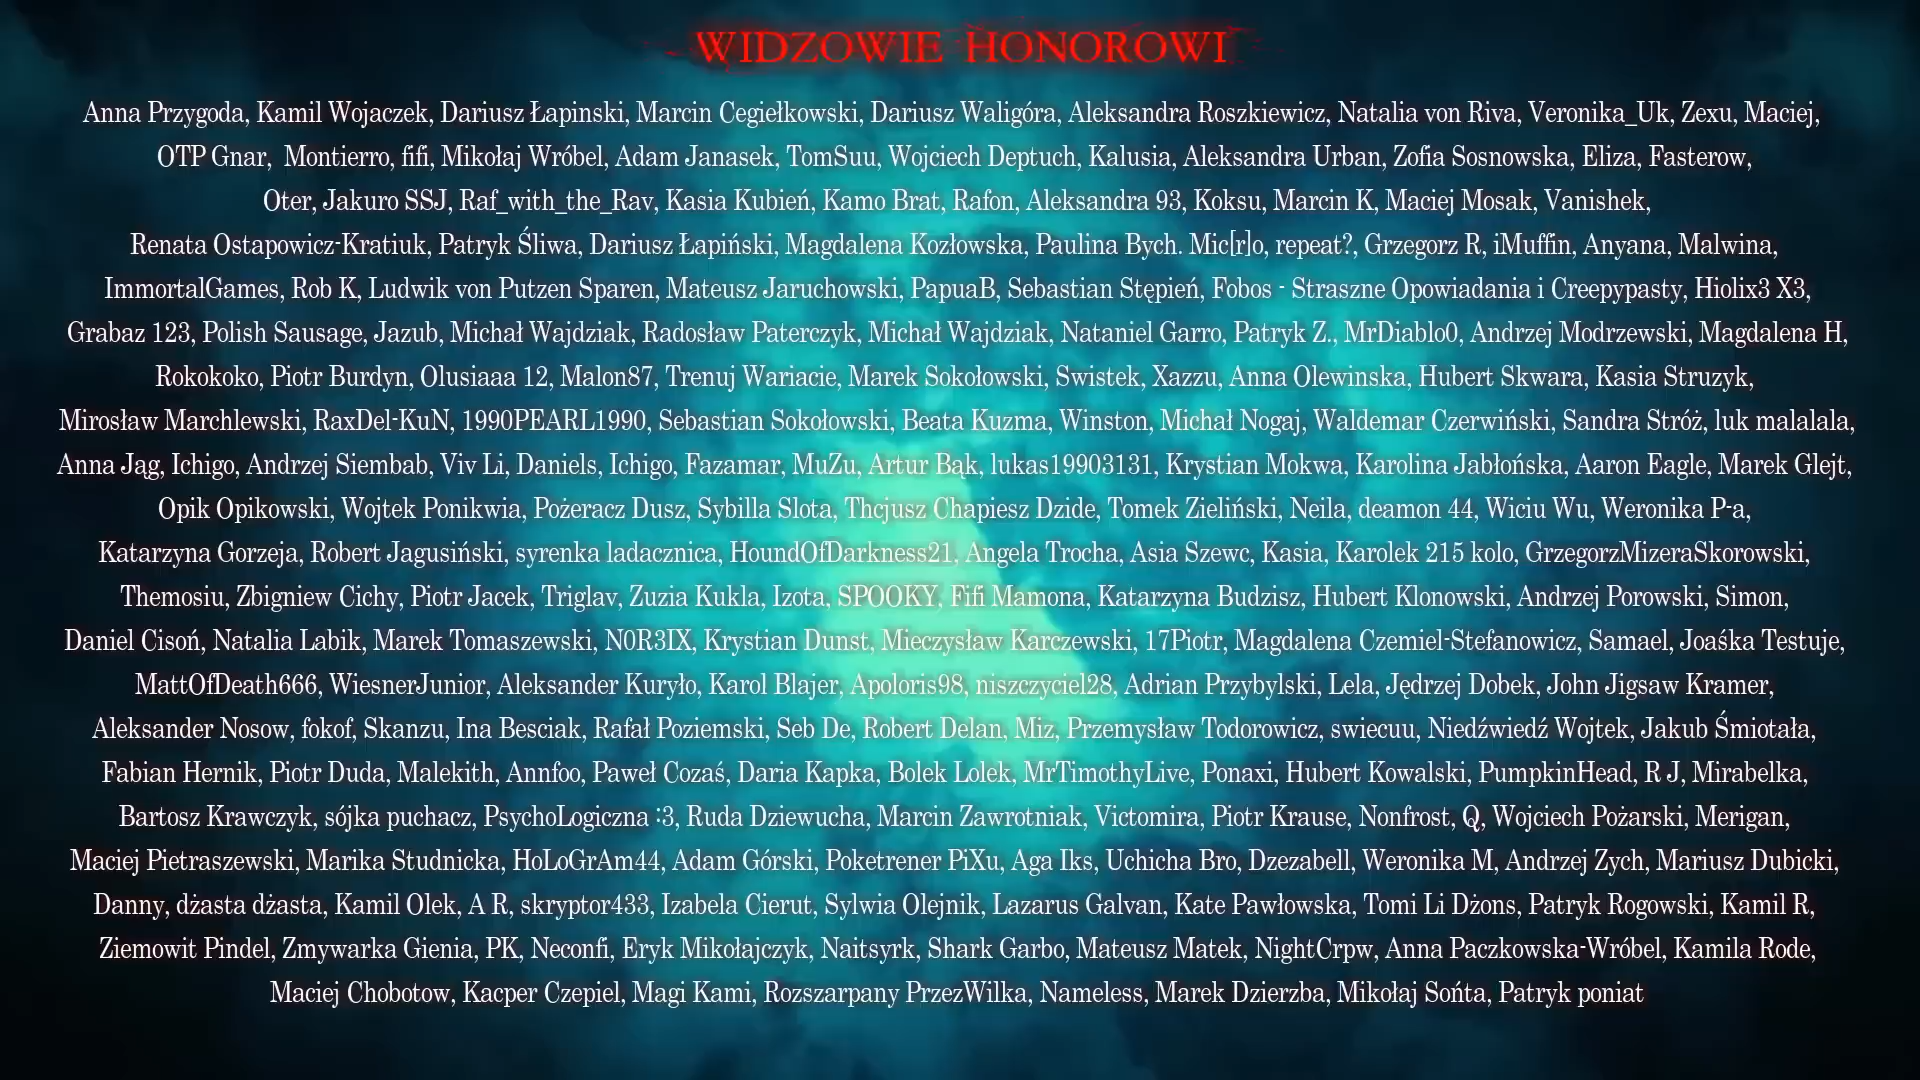 WIDZOWIE HONOROWI
Anna Przygoda, Kamil Wojaczek, Dariusz Łapinski, Marcin Cegiełkowski, Dariusz Waligóra, Aleksandra Roszkiewicz, Natalia von Riva, Veronika_Uk, Zexu, Maciej,
OTP Gnar, Montierro, fifi, Mikołaj Wróbel, Adam Janasek, TomSuu, Wojciech Deptuch, Kalusia, Aleksandra Urban, Zofia Sosnowska, Eliza, Fasterow,
Oter, Jakuro SSJ, Raf_with_the_Rav, Kasia Kubień, Kamo Brat, Rafon, Aleksandra 93, Koksu, Marcin K, Maciej Mosak, Vanishek,
Renata Ostapowicz-Kratiuk, Patryk Śliwa, Dariusz Łapiński, Magdalena Kozłowska, Paulina Bych. Mic[r]o, repeat?, Grzegorz R, iMuffin, Anyana, Malwina,
ImmortalGames, Rob K, Ludwik von Putzen Sparen, Mateusz Jaruchowski, PapuaB, Sebastian Stępień, Fobos - Straszne Opowiadania i Creepypasty, Hiolix3 X3,
Grabaz 123, Polish Sausage, Jazub, Michał Wajdziak, Radosław Paterczyk, Michał Wajdziak, Nataniel Garro, Patryk Z., MrDiablo0, Andrzej Modrzewski, Magdalena H,
Rokokoko, Piotr Burdyn, Olusiaaa 12, Malon87, Trenuj Wariacie, Marek Sokołowski, Swistek, Xazzu, Anna Olewinska, Hubert Skwara, Kasia Struzyk,
Mirosław Marchlewski, RaxDel-KuN, 1990PEARL1990, Sebastian Sokołowski, Beata Kuzma, Winston, Michał Nogaj, Waldemar Czerwiński, Sandra Stróż, luk malalala,
Anna Jąg, Ichigo, Andrzej Siembab, Viv Li, Daniels, Ichigo, Fazamar, MuZu, Artur Bąk, lukas19903131, Krystian Mokwa, Karolina Jabłońska, Aaron Eagle, Marek Glejt,
Opik Opikowski, Wojtek Ponikwia, Pożeracz Dusz, Sybilla Slota, Thcjusz Chapiesz Dzide, Tomek Zieliński, Neila, deamon 44, Wiciu Wu, Weronika P-a,
Katarzyna Gorzeja, Robert Jagusiński, syrenka ladacznica, HoundOfDarkness21, Angela Trocha, Asia Szewc, Kasia, Karolek 215 kolo, GrzegorzMizeraSkorowski,
Themosiu, Zbigniew Cichy, Piotr Jacek, Triglav, Zuzia Kukla, Izota, SPOOKY, Fifi Mamona, Katarzyna Budzisz, Hubert Klonowski, Andrzej Porowski, Simon,
Daniel Cisoń, Natalia Labik, Marek Tomaszewski, N0R3IX, Krystian Dunst, Mieczysław Karczewski, 17Piotr, Magdalena Czemiel-Stefanowicz, Samael, Joaśka Testuje,
MattOfDeath666, WiesnerJunior, Aleksander Kuryło, Karol Blajer, Apoloris98, niszczyciel28, Adrian Przybylski, Lela, Jędrzej Dobek, John Jigsaw Kramer,
Aleksander Nosow, fokof, Skanzu, Ina Besciak, Rafał Poziemski, Seb De, Robert Delan, Miz, Przemysław Todorowicz, swiecuu, Niedźwiedź Wojtek, Jakub Śmiotała,
Fabian Hernik, Piotr Duda, Malekith, Annfoo, Paweł Cozaś, Daria Kapka, Bolek Lolek, MrTimothyLive, Ponaxi, Hubert Kowalski, PumpkinHead, R J, Mirabelka,
Bartosz Krawczyk, sójka puchacz, PsychoLogiczna :3, Ruda Dziewucha, Marcin Zawrotniak, Victomira, Piotr Krause, Nonfrost, Q, Wojciech Pożarski, Merigan,
Maciej Pietraszewski, Marika Studnicka, HoLoGrAm44, Adam Górski, Poketrener PiXu, Aga Iks, Uchicha Bro, Dzezabell, Weronika M, Andrzej Zych, Mariusz Dubicki,
Danny, dżasta dżasta, Kamil Olek, A R, skryptor433, Izabela Cierut, Sylwia Olejnik, Lazarus Galvan, Kate Pawłowska, Tomi Li Dżons, Patryk Rogowski, Kamil R,
Ziemowit Pindel, Zmywarka Gienia, PK, Neconfi, Eryk Mikołajczyk, Naitsyrk, Shark Garbo, Mateusz Matek, NightCrpw, Anna Paczkowska-Wróbel, Kamila Rode,
Maciej Chobotow, Kacper Czepiel, Magi Kami, Rozszarpany PrzezWilka, Nameless, Marek Dzierzba, Mikołaj Sońta, Patryk poniat